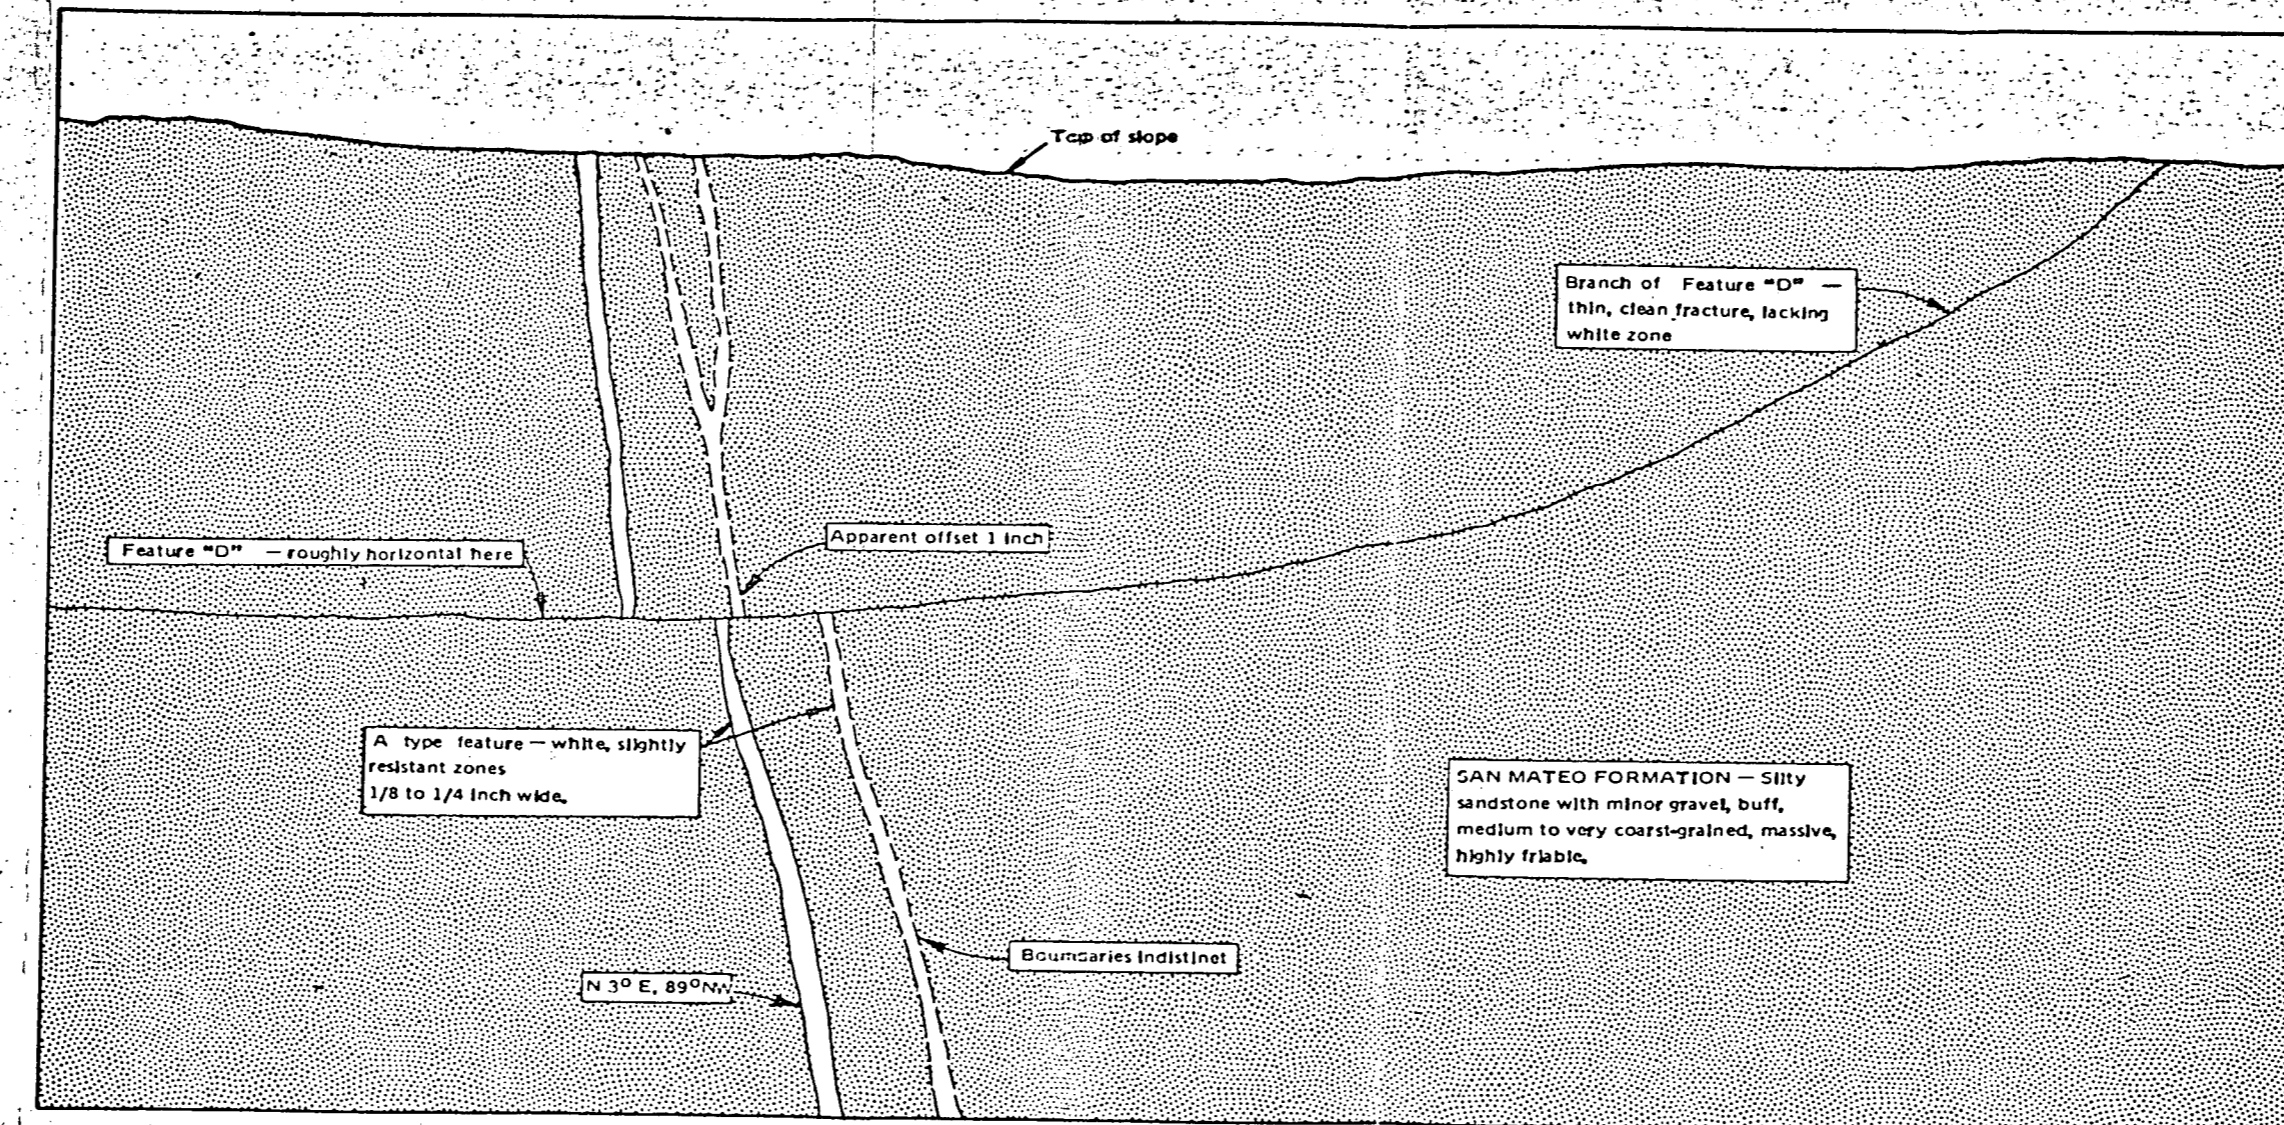 Top of slope
Branch of Feature "D" —
thin, clean fracture, lacking
white zone
Apparent offset 1 inch
Feature "D" — roughly horizontal here
A type feature — white, slightly
resistant zones
1/8 to 1/4 inch wide.
SAN MATEO FORMATION — Silty
sandstone with minor gravel, buff,
medium to very coarst-grained, massive,
highly friable.
Boundaries indistinct
N 3° E, 89° NW